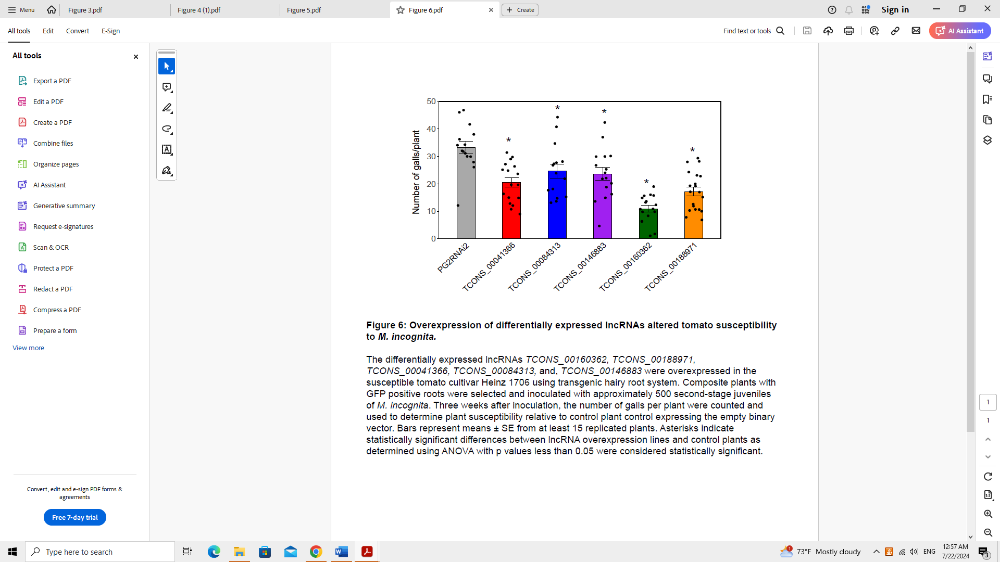 Menu
Figure 3.pdf
Figure 4 (1).pdf
Figure 5.pdf
Figure 6.pdf
Create
Sign in
All tools
Edit
Convert
E-Sign
Find text or tools
AI Assistant
All tools
Export a PDF
Edit a PDF
Create a PDF
Combine files
Organize pages
AI Assistant
Generative summary
Request e-signatures
Scan & OCR
Protect a PDF
Redact a PDF
Compress a PDF
Prepare a form
View more
Convert, edit and e-sign PDF forms &
agreements
Free 7-day trial
Number of galls/plant
50
40
30
20
10
0
*
*
*
*
*
PG2RNAi2
TCONS_00041366
TCONS_00084313
TCONS_00146883
TCONS_00160362
TCONS_00188971
Figure 6: Overexpression of differentially expressed lncRNAs altered tomato susceptibility
to M. incognita.
The differentially expressed lncRNAs TCONS_00160362, TCONS_00188971,
TCONS_00041366, TCONS_00084313, and, TCONS_00146883 were overexpressed in the
susceptible tomato cultivar Heinz 1706 using transgenic hairy root system. Composite plants with
GFP positive roots were selected and inoculated with approximately 500 second-stage juveniles
of M. incognita. Three weeks after inoculation, the number of galls per plant were counted and
used to determine plant susceptibility relative to control plant control expressing the empty binary
vector. Bars represent means ± SE from at least 15 replicated plants. Asterisks indicate
statistically significant differences between lncRNA overexpression lines and control plants as
determined using ANOVA with p values less than 0.05 were considered statistically significant.
1
1
1:1
Type here to search
1
73°F Mostly cloudy
ENG
12:57 AM
7/22/2024
3